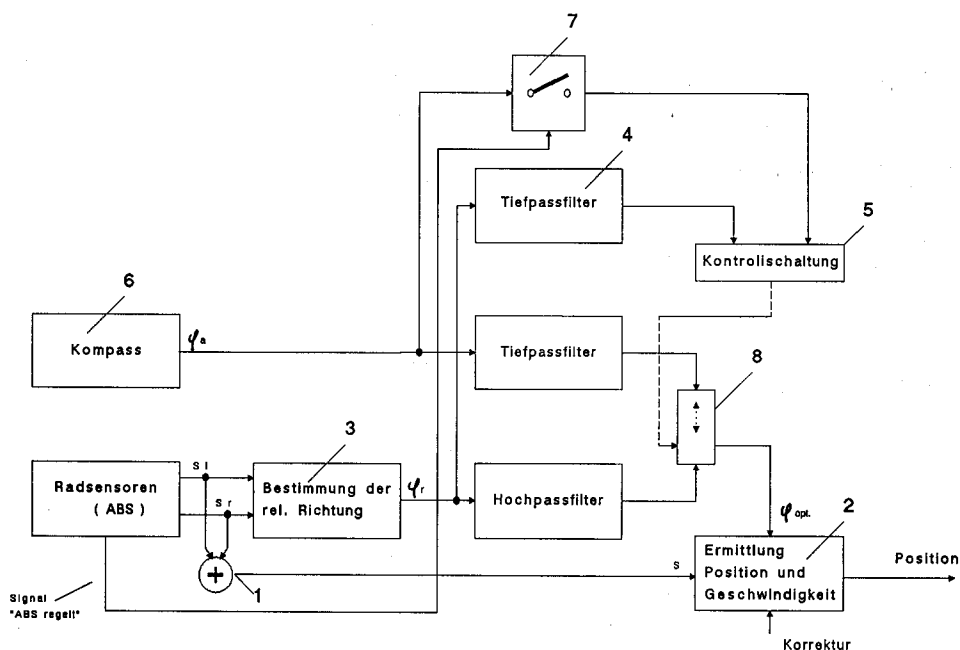 7
4
Tiefpassfilter
5
Kontrollschaltung
6
Kompass
φa
Tiefpassfilter
8
3
Radsensoren
( ABS )
s l
s r
Bestimmung der
rel. Richtung
φr
Hochpassfilter
φopt.
2
+
1
s
Ermittlung
Position und
Geschwindigkeit
Position
Signal
"ABS regelt"
Korrektur